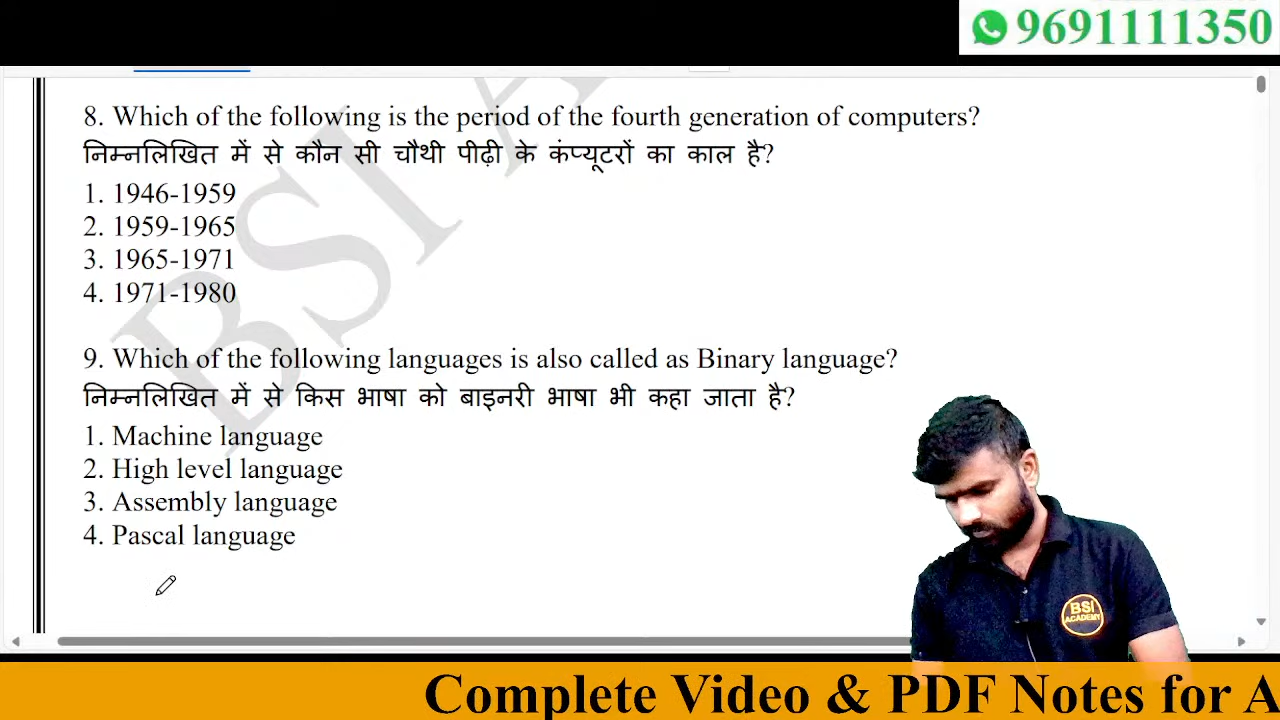 9691111350
8. Which of the following is the period of the fourth generation of computers?
निम्नलिखित में से कौन सी चौथी पीढ़ी के कंप्यूटरों का काल है?
1. 1946-1959
2. 1959-1965
3. 1965-1971
4. 1971-1980
9. Which of the following languages is also called as Binary language?
निम्नलिखित में से किस भाषा को बाइनरी भाषा भी कहा जाता है?
1. Machine language
2. High level language
3. Assembly language
4. Pascal language
BSI A
BSI
ACADEMY
Complete Video & PDF Notes for A